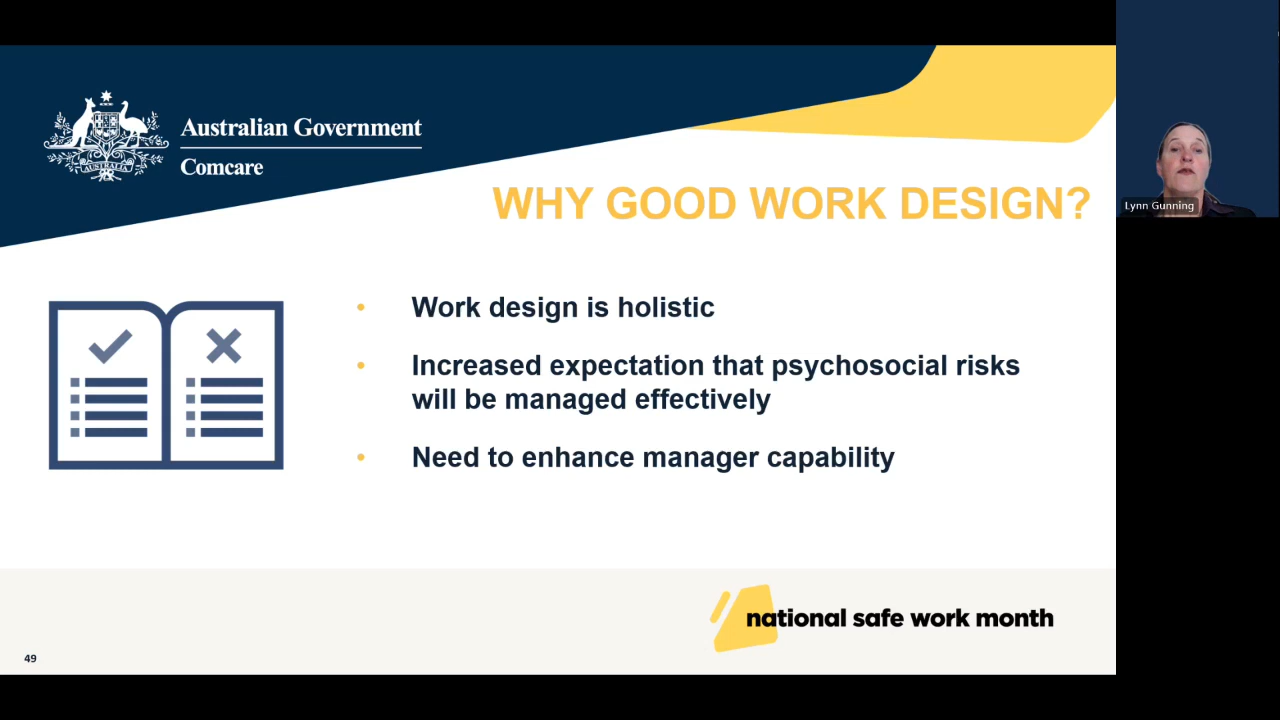 Australian Government
Comcare
WHY GOOD WORK DESIGN?
Lynn Gunning
• Work design is holistic
• Increased expectation that psychosocial risks
will be managed effectively
• Need to enhance manager capability
national safe work month
49
AUSTRALIA